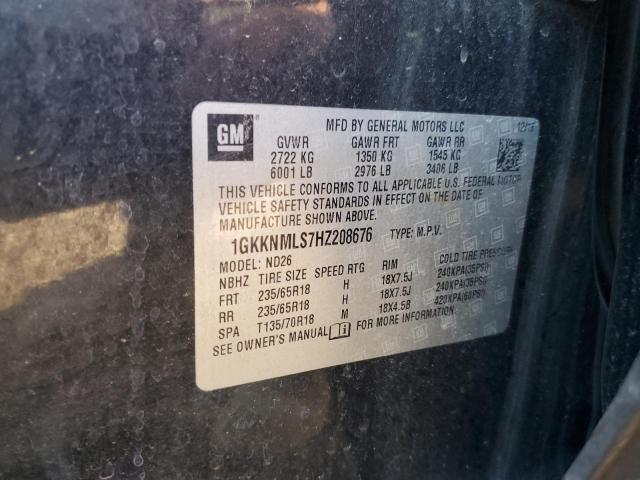 GM
MFD BY GENERAL MOTORS LLC
GVWR GAWR FRT GAWR RR
2722 KG 1350 KG 1545 KG
6001 LB 2976 LB 3406 LB
THIS VEHICLE CONFORMS TO ALL APPLICABLE U.S. FEDERAL MOTOR
VEHICLE SAFETY STANDARDS IN EFFECT ON THE DATE OF
MANUFACTURE SHOWN ABOVE.
1GKKNMLS7HZ208676 TYPE: M.P.V.
MODEL: ND26
NBHZ TIRE SIZE SPEED RTG RIM COLD TIRE PRESSURE
FRT 235/65R18 H 18X7.5J 240KPA(35PSI)
RR 235/65R18 H 18X7.5J 240KPA(35PSI)
SPA T135/70R18 M 18X4.5B 420KPA(60PSI)
SEE OWNER'S MANUAL FOR MORE INFORMATION.